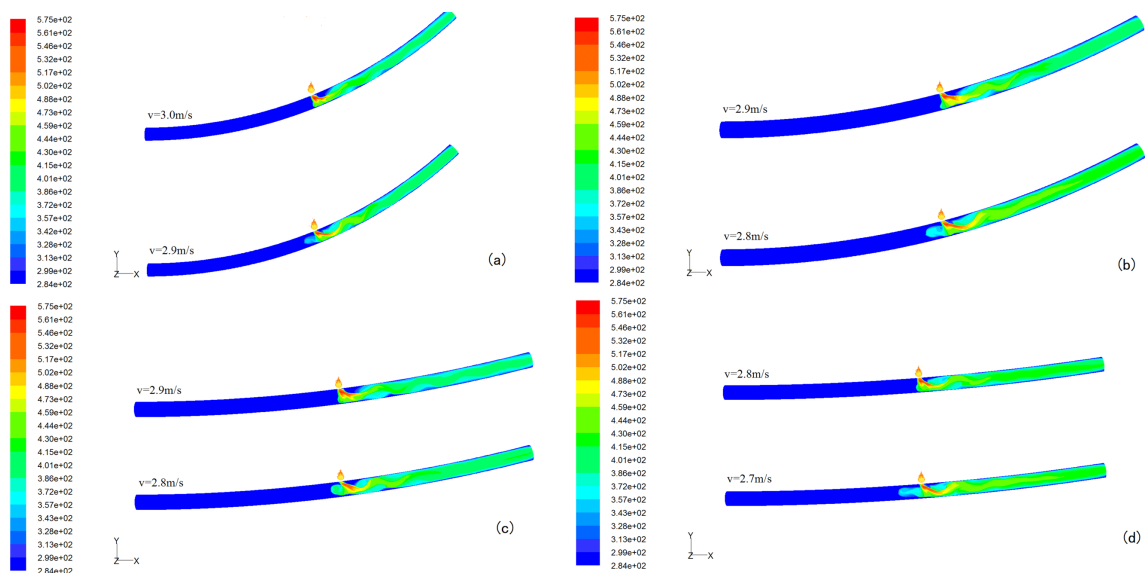 5.75e+02
5.61e+02
5.46e+02
5.32e+02
5.17e+02
5.02e+02
4.88e+02
4.73e+02
4.59e+02
4.44e+02
4.30e+02
4.15e+02
4.01e+02
3.86e+02
3.72e+02
3.57e+02
3.42e+02
3.28e+02
3.13e+02
2.99e+02
2.84e+02
v=3.0m/s
v=2.9m/s
Y
Z X
(a)
5.75e+02
5.61e+02
5.46e+02
5.32e+02
5.17e+02
5.02e+02
4.88e+02
4.73e+02
4.59e+02
4.44e+02
4.30e+02
4.15e+02
4.01e+02
3.86e+02
3.72e+02
3.57e+02
3.42e+02
3.28e+02
3.13e+02
2.99e+02
2.84e+02
v=2.9m/s
v=2.8m/s
Y
Z X
(b)
5.75e+02
5.61e+02
5.46e+02
5.32e+02
5.17e+02
5.02e+02
4.88e+02
4.73e+02
4.59e+02
4.44e+02
4.30e+02
4.15e+02
4.01e+02
3.86e+02
3.72e+02
3.57e+02
3.42e+02
3.28e+02
3.13e+02
2.99e+02
2.84e+02
v=2.9m/s
v=2.8m/s
Y
Z X
(c)
5.75e+02
5.61e+02
5.46e+02
5.32e+02
5.17e+02
5.02e+02
4.88e+02
4.73e+02
4.59e+02
4.44e+02
4.30e+02
4.15e+02
4.01e+02
3.86e+02
3.72e+02
3.57e+02
3.42e+02
3.28e+02
3.13e+02
2.99e+02
2.84e+02
v=2.8m/s
v=2.7m/s
Y
Z X
(d)